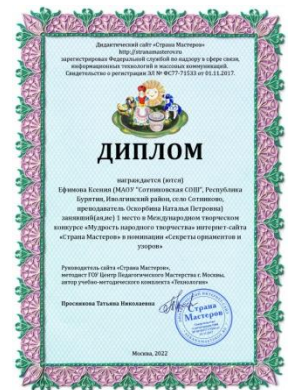 Дидактический сайт «Страна Мастеров»
http://stranamasterov.ru
зарегистрирован Федеральной службой по надзору в сфере связи,
информационных технологий и массовых коммуникаций.
Свидетельство о регистрации ЭЛ № ФС77-71533 от 01.11.2017.
ДИПЛОМ
награждается (ются)
Ефимова Есения (МАОУ "Сотниковская СОШ", Республика
Бурятия, Иволгинский район, село Сотниково,
преподаватель Оскорбина Наталья Петровна)
занявший(ая,ие) 1 место в Международном творческом
конкурсе «Мудрость народного творчества» интернет-сайта
«Страна Мастеров» в номинации «Секреты орнаментов и
узоров»
Руководитель сайта «Страна Мастеров»,
методист ГОУ Центр Педагогического Мастерства г. Москвы,
автор учебно-методического комплекта «Технология»
Просвякова Татьяна Николаевна
Страна
Мастеров
Москва, 2022